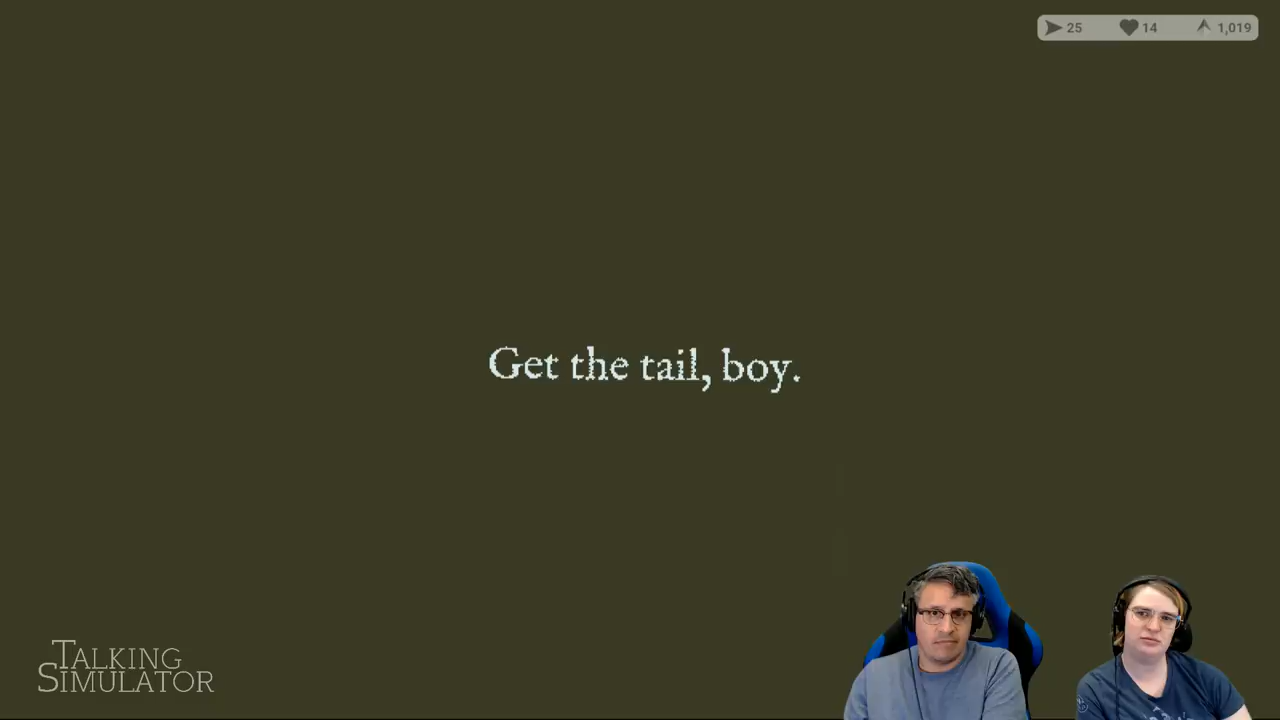 25 14 1,019
Get the tail, boy.
TALKING
SIMULATOR